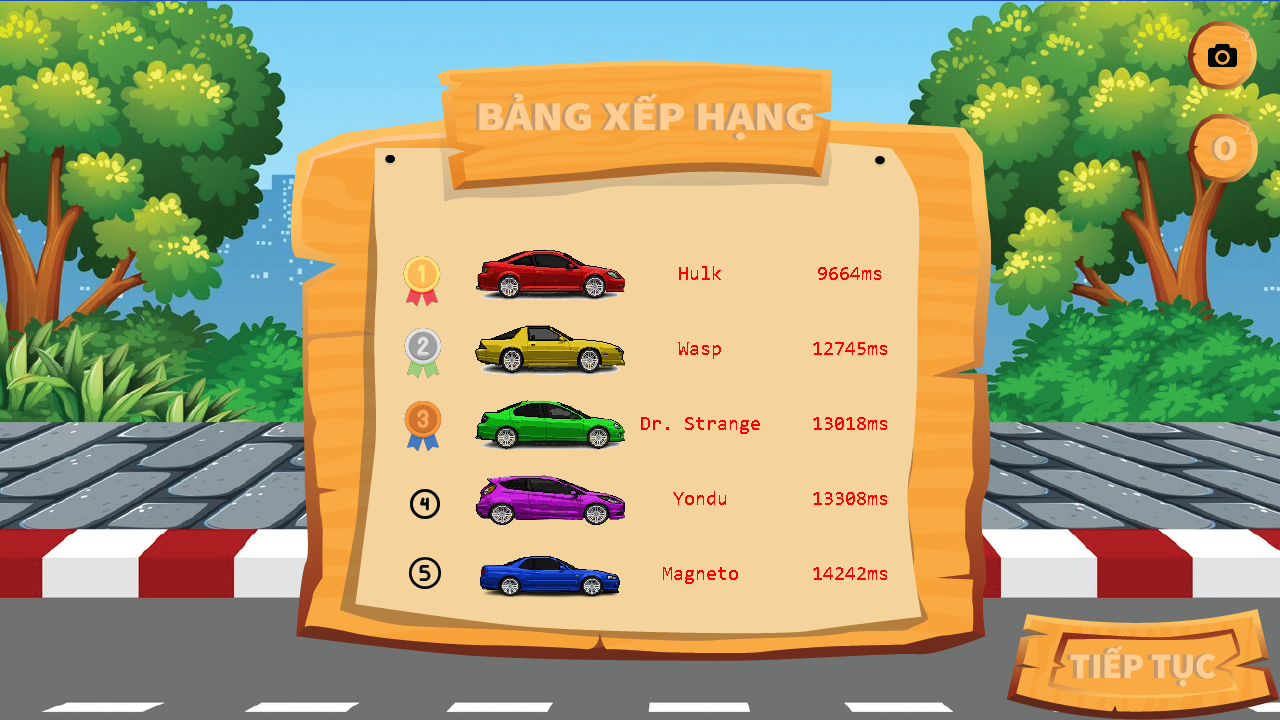 BẢNG XẾP HẠNG
O
1 Hulk 9664ms
2 Wasp 12745ms
3 Dr. Strange 13018ms
4 Yondu 13308ms
5 Magneto 14242ms
TIẾP TỤC